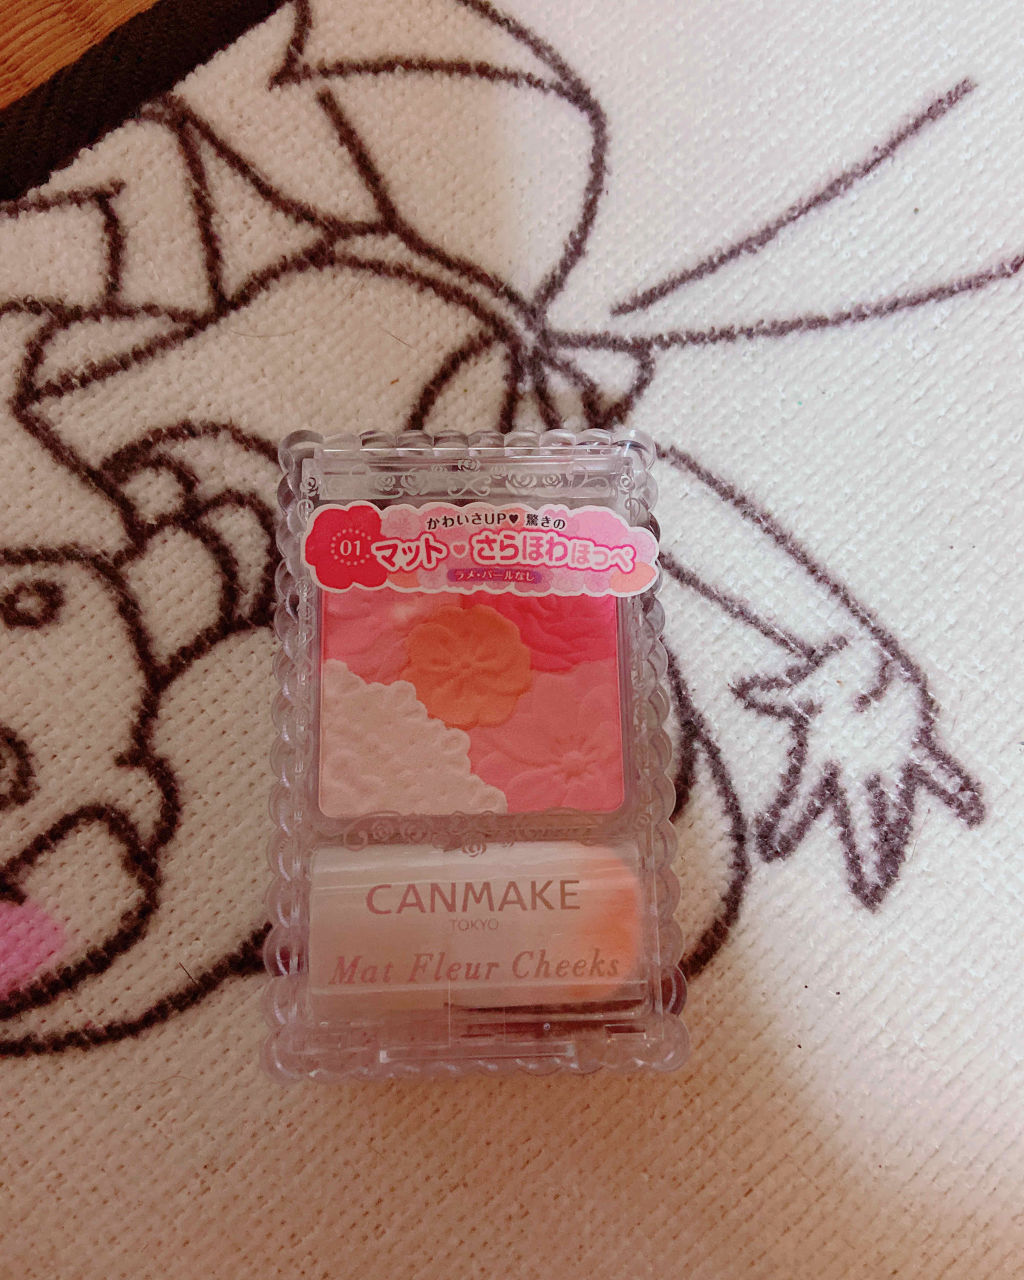 かわいさUP♥驚きの
01 マット♡さらほわほっぺ
ラメ・パールなし
CANMAKE
TOKYO
Mat Fleur Cheeks